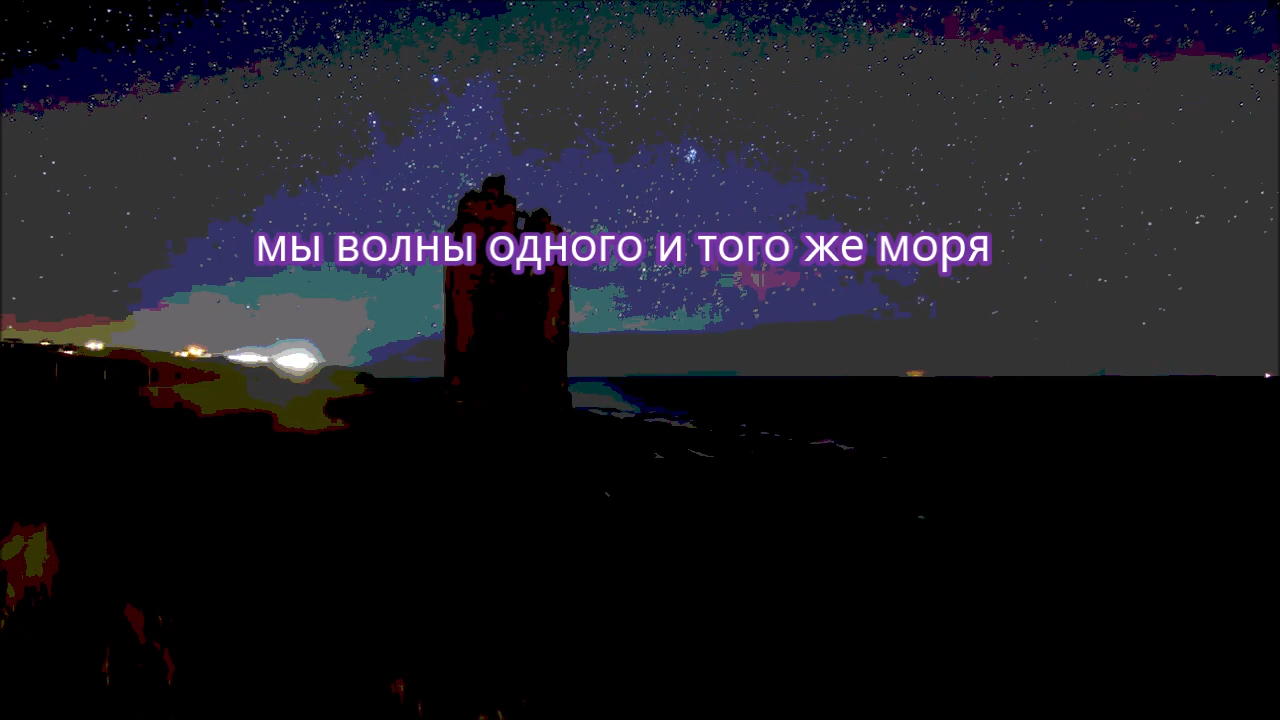 мы волны одного и того же моря